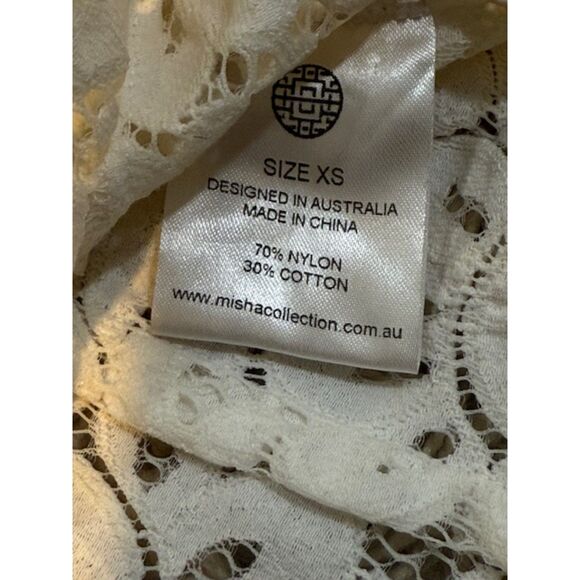 SIZE XS
DESIGNED IN AUSTRALIA
MADE IN CHINA
70% NYLON
30% COTTON
www.mishacollection.com.au